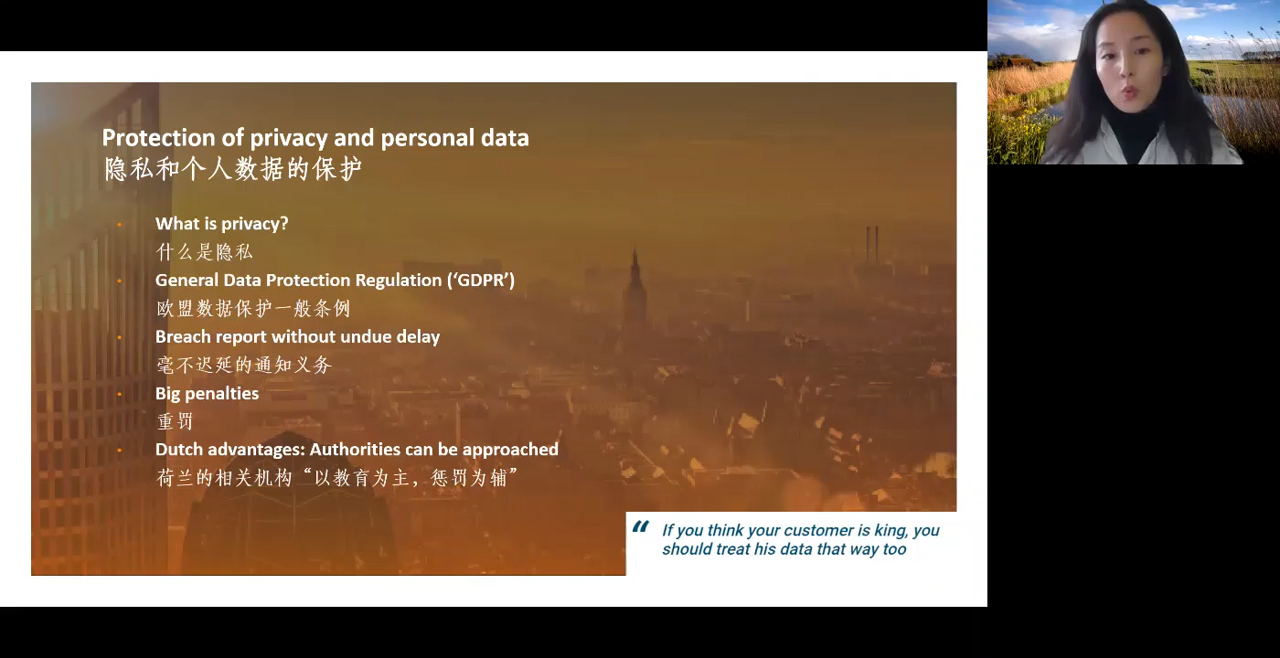 Protection of privacy and personal data
隐私和个人数据的保护
What is privacy?
什么是隐私
General Data Protection Regulation (‘GDPR’)
欧盟数据保护一般条例
Breach report without undue delay
毫不迟延的通知义务
Big penalties
重罚
Dutch advantages: Authorities can be approached
荷兰的相关机构“以教育为主，惩罚为辅”
“ If you think your customer is king, you
should treat his data that way too